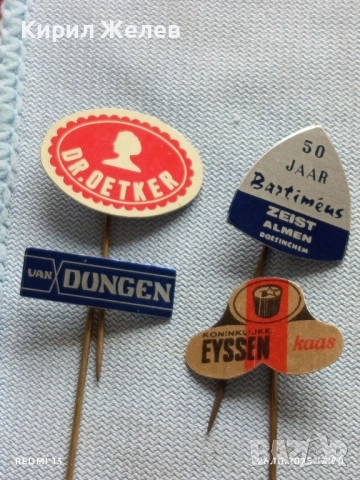 Кирил Желев
DR. OETKER
VAN DUNGEN
50
JAAR
Bartiméus
ZEIST
ALMEN
DOETINCHEM
KONINKLIJKE
EYSSEN
kaas
REDMI 13